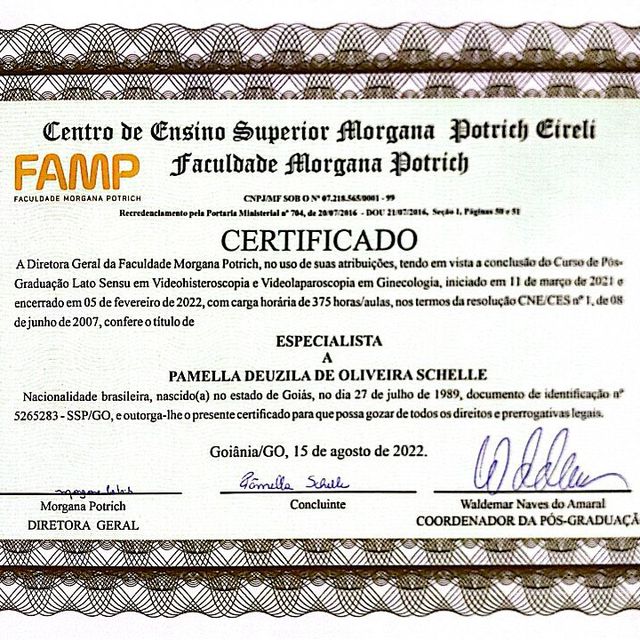 Centro de Ensino Superior Morgana Potrich Eireli
FAMP
FACULDADE MORGANA POTRICH
Faculdade Morgana Potrich
CNPJ/MF SOB O Nº 07.218.565/0001 - 99
Recredenciamento pela Portaria Ministerial nº 704, de 20/07/2016 - DOU 21/07/2016, Seção 1, Páginas 50 e 51
CERTIFICADO
A Diretora Geral da Faculdade Morgana Potrich, no uso de suas atribuições, tendo em vista a conclusão do Curso de Pós-
Graduação Lato Sensu em Videohisteroscopia e Videolaparoscopia em Ginecologia, iniciado em 11 de março de 2021 e
encerrado em 05 de fevereiro de 2022, com carga horária de 375 horas/aulas, nos termos da resolução CNE/CES nº 1, de 08
de junho de 2007, confere o título de
ESPECIALISTA
A
PAMELLA DEUZILA DE OLIVEIRA SCHELLE
Nacionalidade brasileira, nascido(a) no estado de Goiás, no dia 27 de julho de 1989, documento de identificação nº
5265283 - SSP/GO, e outorga-lhe o presente certificado para que possa gozar de todos os direitos e prerrogativas legais.
Goiânia/GO, 15 de agosto de 2022.
Pamella Schelle
Morgana Potrich
Concluinte
Waldemar Naves do Amaral
DIRETORA GERAL
COORDENADOR DA PÓS-GRADUAÇÃ